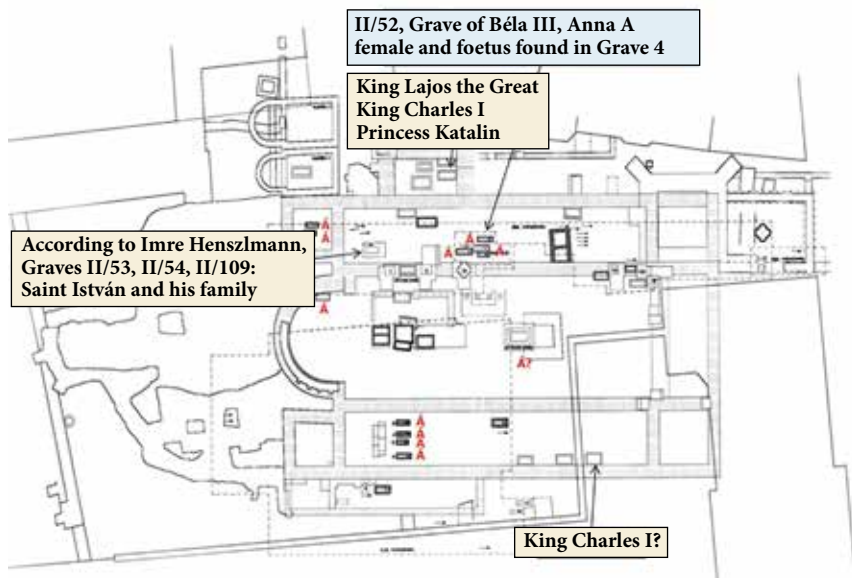 II/52, Grave of Béla III, Anna A
female and foetus found in Grave 4
King Lajos the Great
King Charles I
Princess Katalin
According to Imre Henszlmann,
Graves II/53, II/54, II/109:
Saint István and his family
Á
Á
Á
Á
Á
Á
Á?
Á
Á
Á
Á
King Charles I?